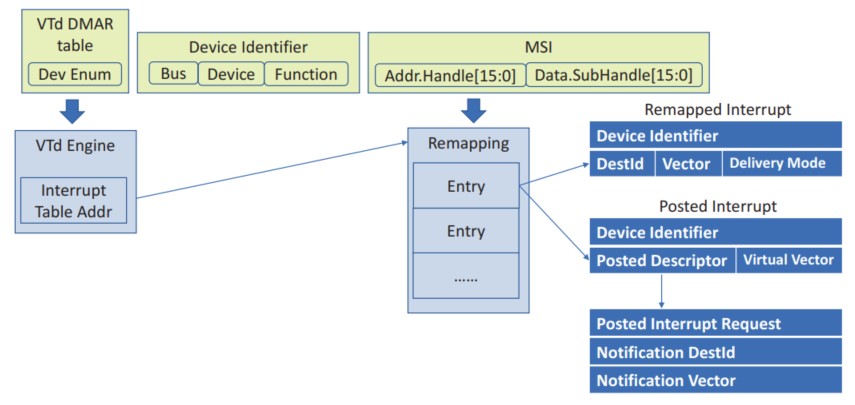 VTd DMAR
table
Dev Enum
Device Identifier
Bus Device Function
MSI
Addr.Handle[15:0] Data.SubHandle[15:0]
VTd Engine
Interrupt
Table Addr
Remapping
Entry
Entry
......
Remapped Interrupt
Device Identifier
DestId Vector Delivery Mode
Posted Interrupt
Device Identifier
Posted Descriptor Virtual Vector
Posted Interrupt Request
Notification DestId
Notification Vector